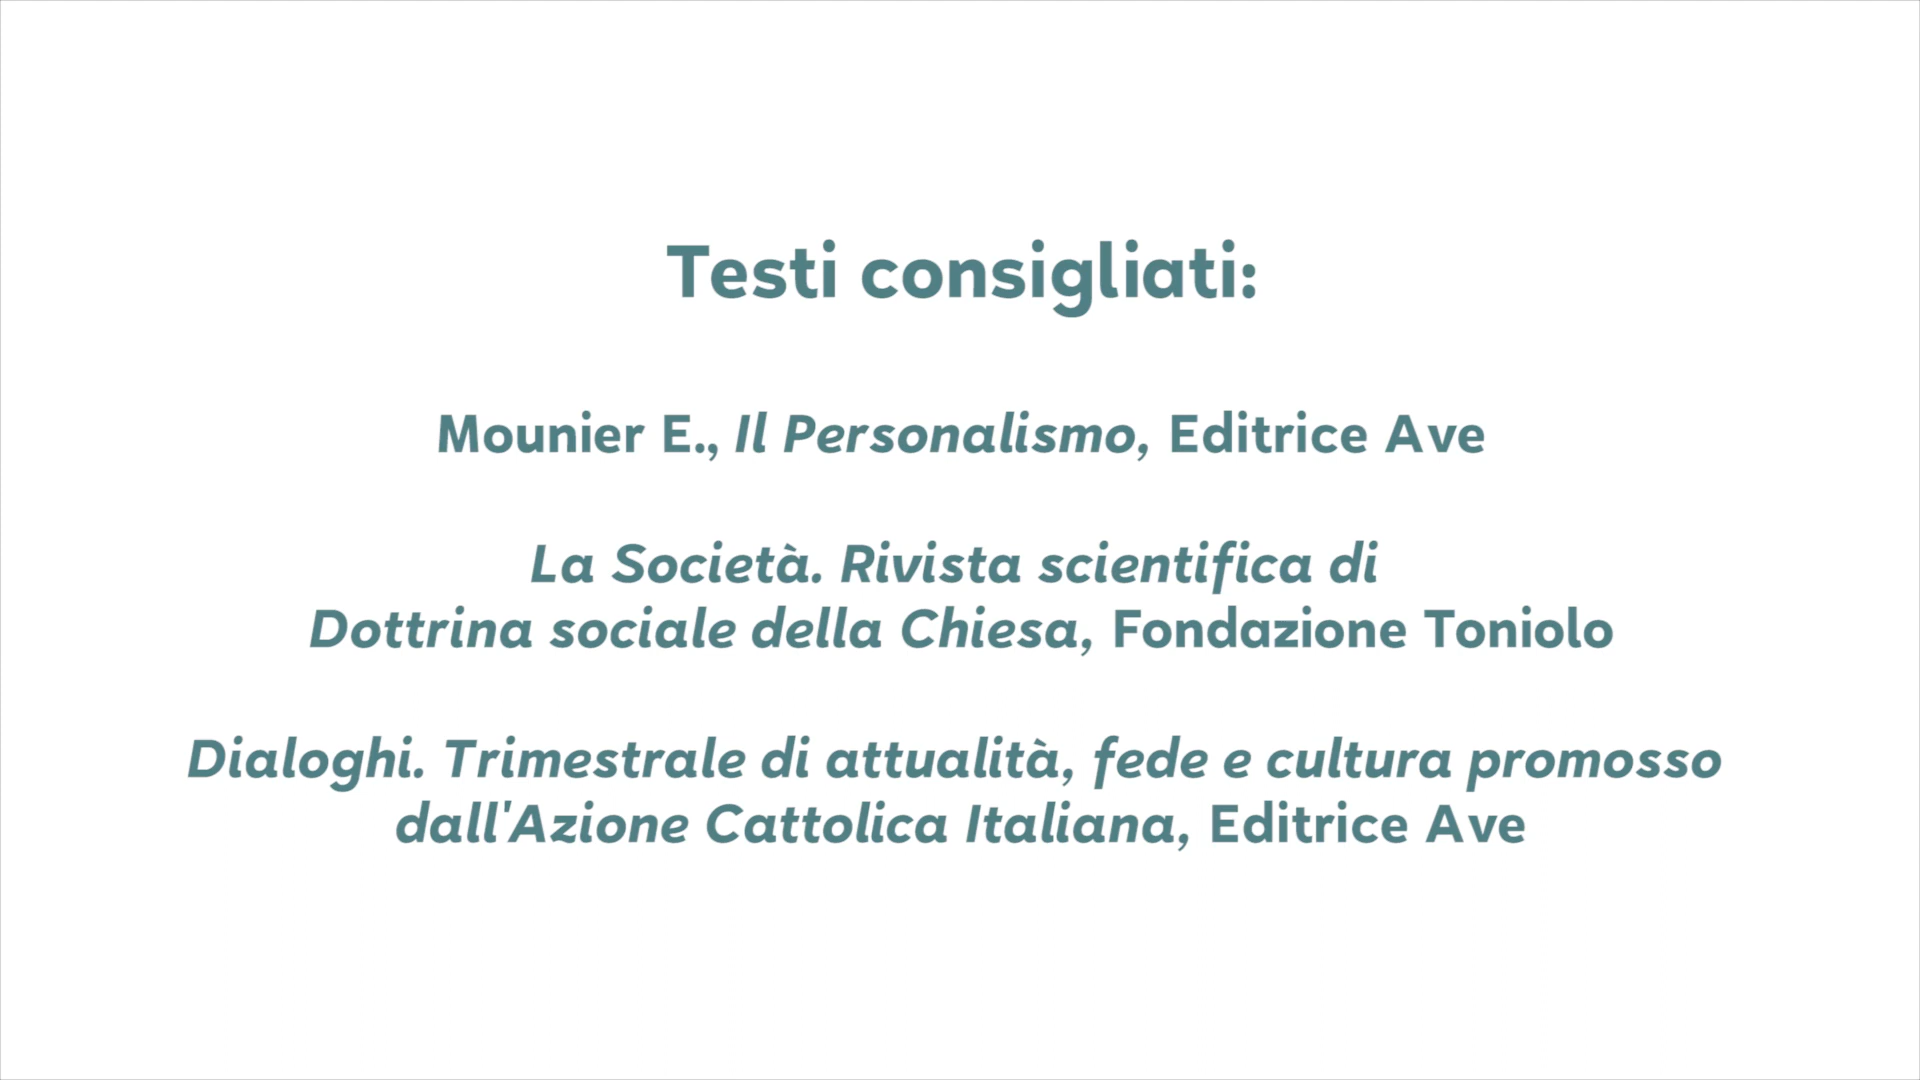 Testi consigliati:
Mounier E., Il Personalismo, Editrice Ave
La Società. Rivista scientifica di
Dottrina sociale della Chiesa, Fondazione Toniolo
Dialoghi. Trimestrale di attualità, fede e cultura promosso
dall'Azione Cattolica Italiana, Editrice Ave